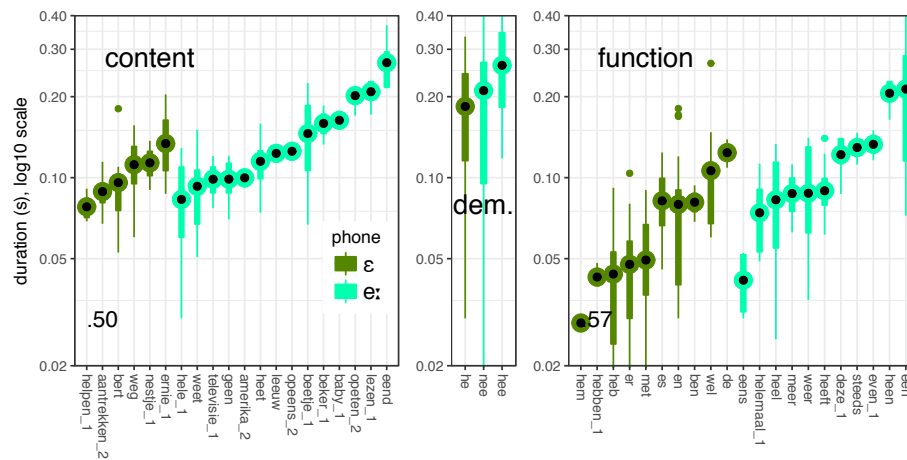 duration (s), log10 scale
0.40
0.30
0.20
0.10
0.05
0.02
content
phone
ɛ
eː
.50
helpen_1
aantrekken_2
bert
weg
nestje_1
ernie_1
hele_1
weet
televisie_1
geen
amerika_2
heet
leeuw
opeens_2
beetje_1
beker_1
baby_1
opeten_2
lezen_1
eend
0.40
0.30
0.20
0.10
0.05
0.02
dem.
he
nee
hee
0.40
0.30
0.20
0.10
0.05
0.02
function
.57
hem
hebben_1
heb
er
met
es
en
ben
wel
de
eens
helemaal_1
heel
meer
weer
heeft
deze_1
steeds
even_1
heen